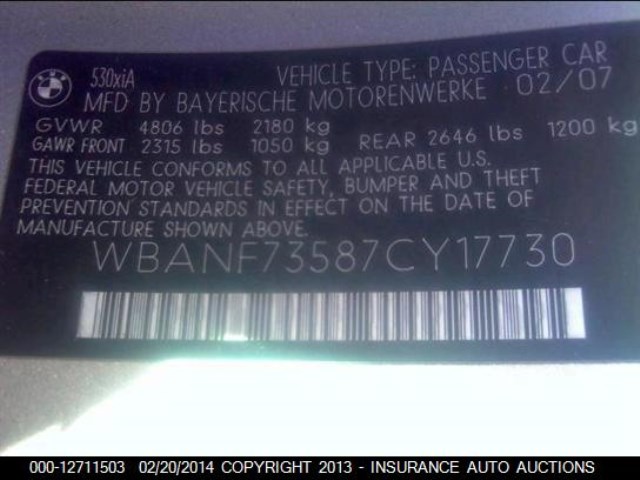 BMW
530xiA
VEHICLE TYPE: PASSENGER CAR
MFD BY BAYERISCHE MOTORENWERKE 02/07
GVWR 4806 lbs 2180 kg
GAWR FRONT 2315 lbs 1050 kg REAR 2646 lbs 1200 kg
THIS VEHICLE CONFORMS TO ALL APPLICABLE U.S.
FEDERAL MOTOR VEHICLE SAFETY, BUMPER AND THEFT
PREVENTION STANDARDS IN EFFECT ON THE DATE OF
MANUFACTURE SHOWN ABOVE.
WBANF73587CY17730
000-12711503 02/20/2014 COPYRIGHT 2013 - INSURANCE AUTO AUCTIONS